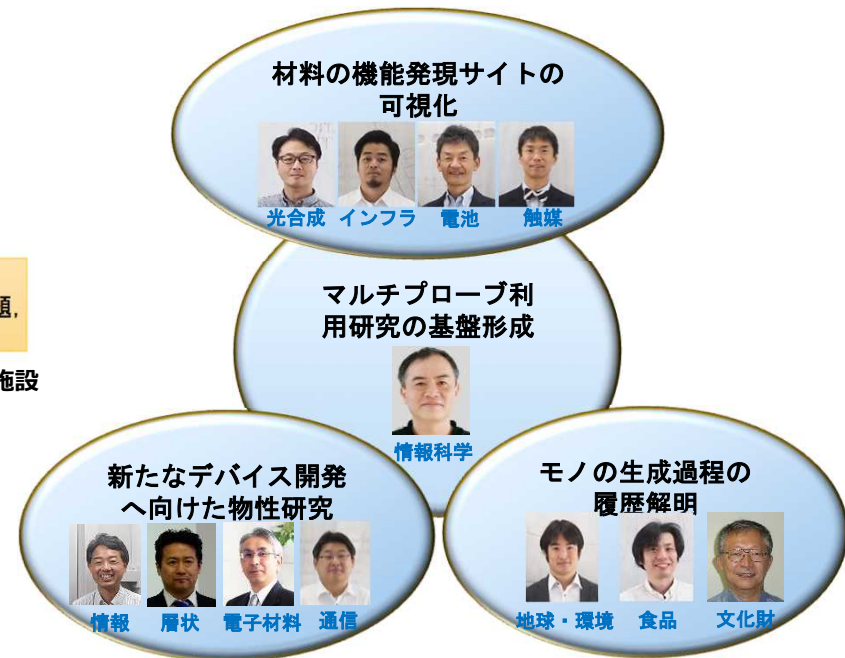 材料の機能発現サイトの
可視化
光合成 インフラ 電池 触媒
題,
施設
マルチプローブ利
用研究の基盤形成
情報科学
新たなデバイス開発
へ向けた物性研究
情報 層状 電子材料 通信
モノの生成過程の
履歴解明
地球・環境 食品 文化財